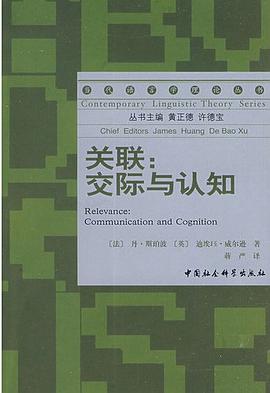 当代语言学理论丛书
Contemporary Linguistic Theory Series
丛书主编 黄正德 许德宝
Chief Editors James Huang De Bao Xu
关联:
交际与认知
Relevance:
Communication and Cognition
[法] 丹·斯珀波 [英] 迪埃廷·威尔逊 著
蒋 严 译
中国社会科学出版社